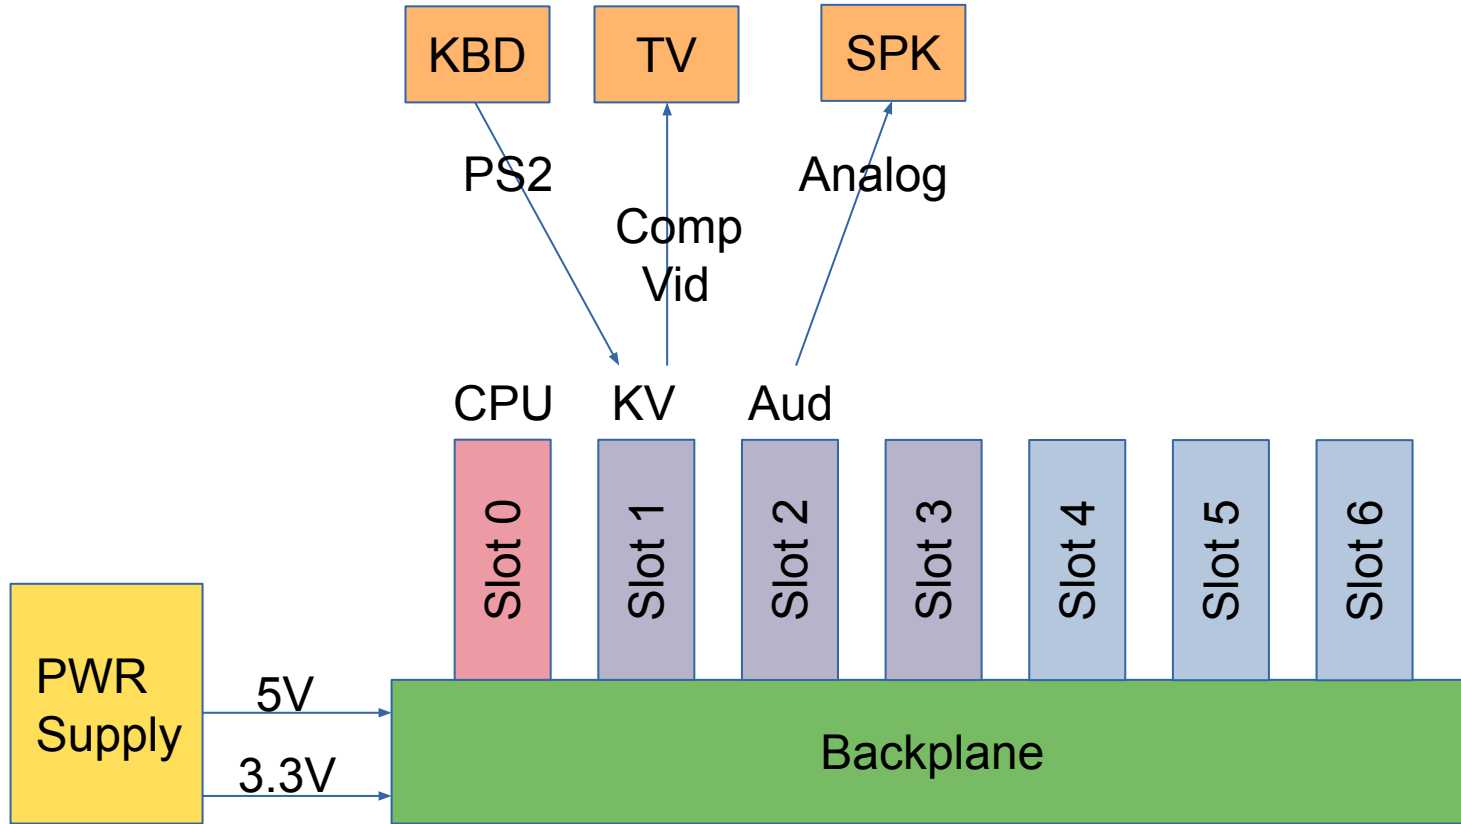 KBD
TV
SPK
PS2
Analog
Comp
Vid
CPU
KV
Aud
Slot 0
Slot 1
Slot 2
Slot 3
Slot 4
Slot 5
Slot 6
PWR
Supply
5V
3.3V
Backplane